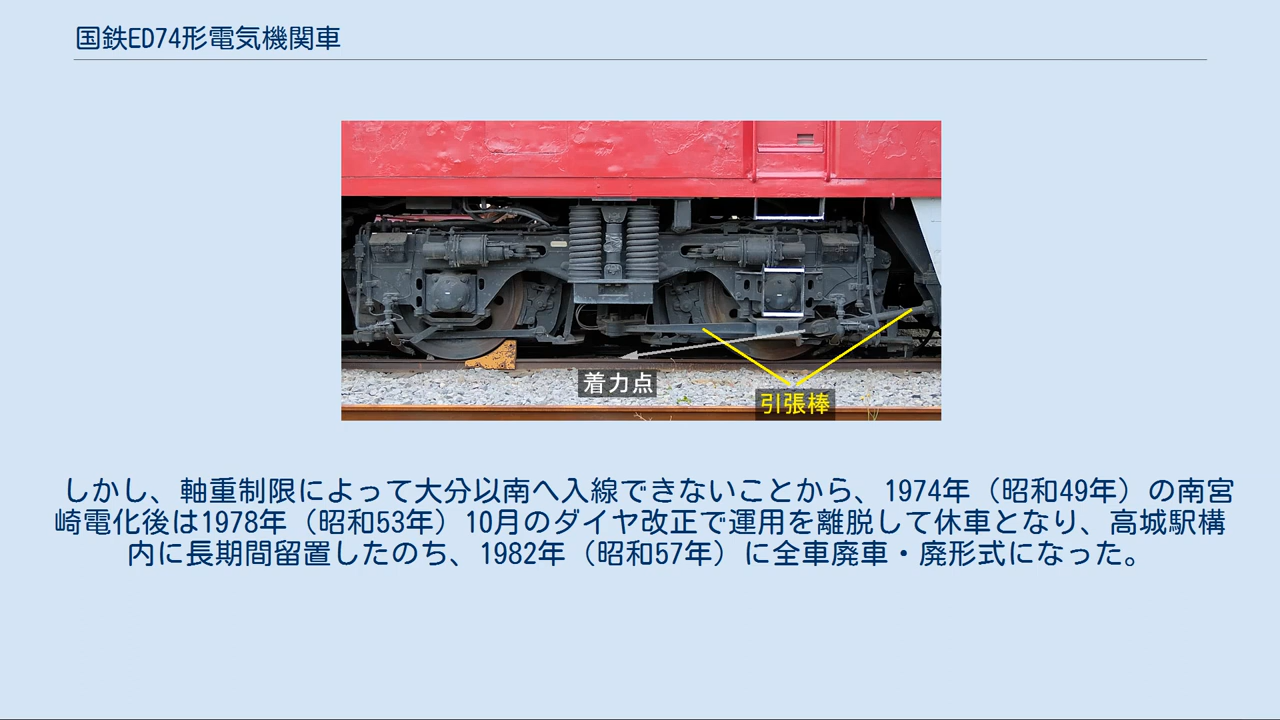 国鉄ED74形電気機関車
着力点
引張棒
しかし、軸重制限によって大分以南へ入線できないことから、1974年（昭和49年）の南宮
崎電化後は1978年（昭和53年）10月のダイヤ改正で運用を離脱して休車となり、高城駅構
内に長期間留置したのち、1982年（昭和57年）に全車廃車・廃形式になった。